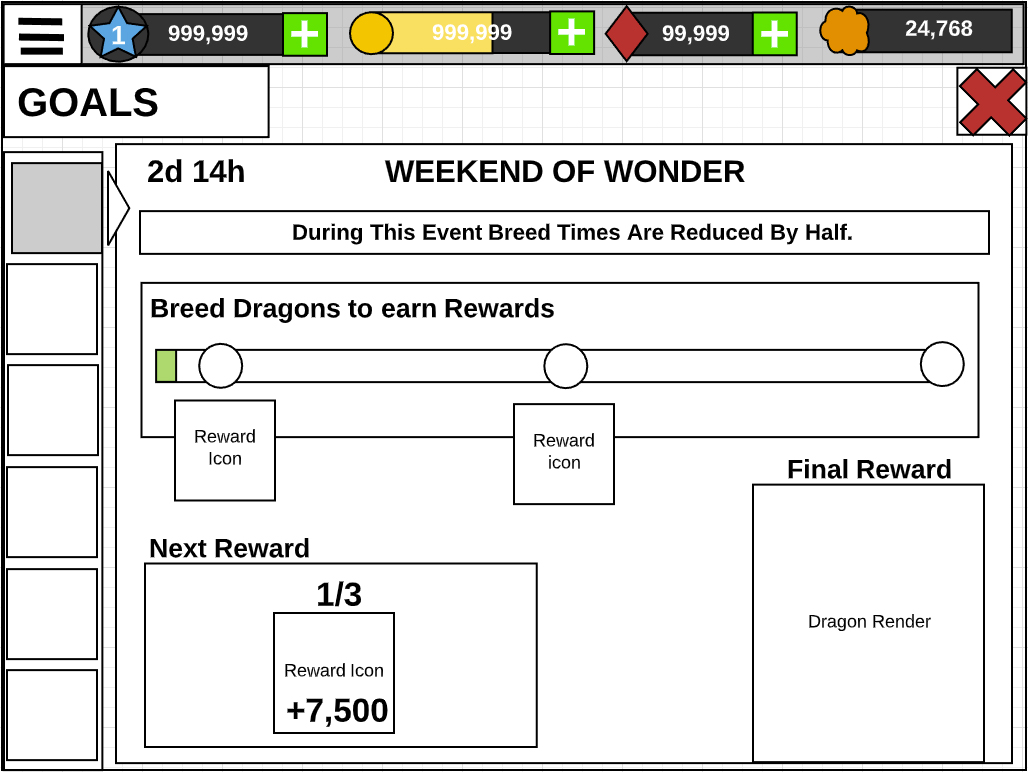 1
999,999
999,999
99,999
24,768
GOALS
2d 14h
WEEKEND OF WONDER
During This Event Breed Times Are Reduced By Half.
Breed Dragons to earn Rewards
Reward
Icon
Reward
icon
Final Reward
Dragon Render
Next Reward
1/3
Reward Icon
+7,500